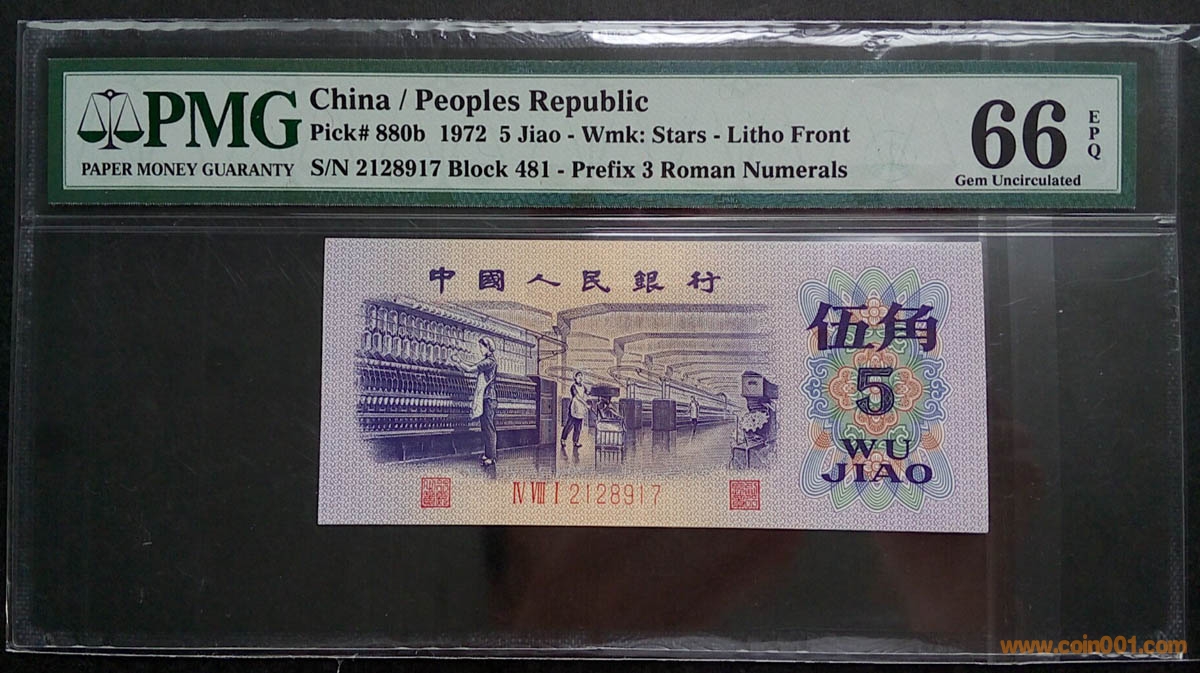 PMG
PAPER MONEY GUARANTY
China / Peoples Republic
Pick# 880b 1972 5 Jiao - Wmk: Stars - Litho Front
S/N 2128917 Block 481 - Prefix 3 Roman Numerals
66
EPQ
Gem Uncirculated
中國人民銀行
伍角
5
WU
JIAO
IV VIII I 2128917
www.coin001.com